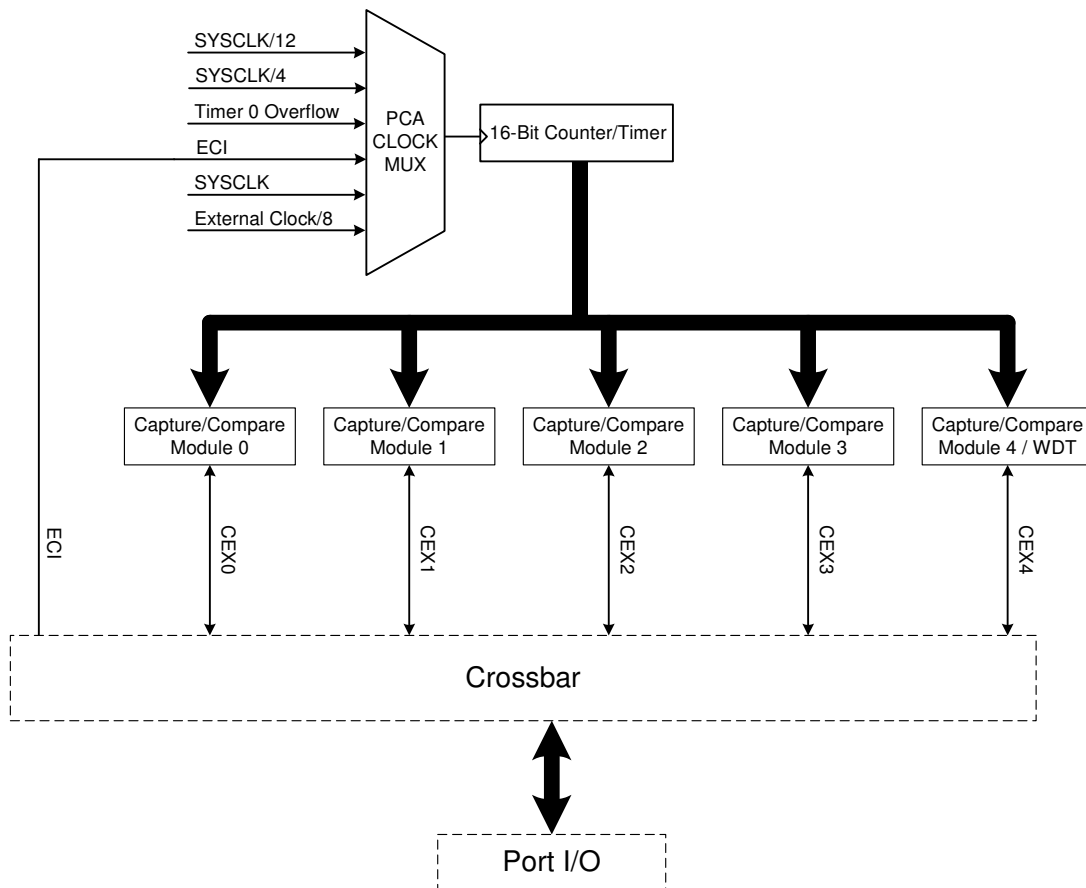 SYSCLK/12
SYSCLK/4
Timer 0 Overflow
ECI
SYSCLK
External Clock/8
PCA
CLOCK
MUX
16-Bit Counter/Timer
Capture/Compare
Module 0
Capture/Compare
Module 1
Capture/Compare
Module 2
Capture/Compare
Module 3
Capture/Compare
Module 4 / WDT
ECI
CEX0
CEX1
CEX2
CEX3
CEX4
Crossbar
Port I/O